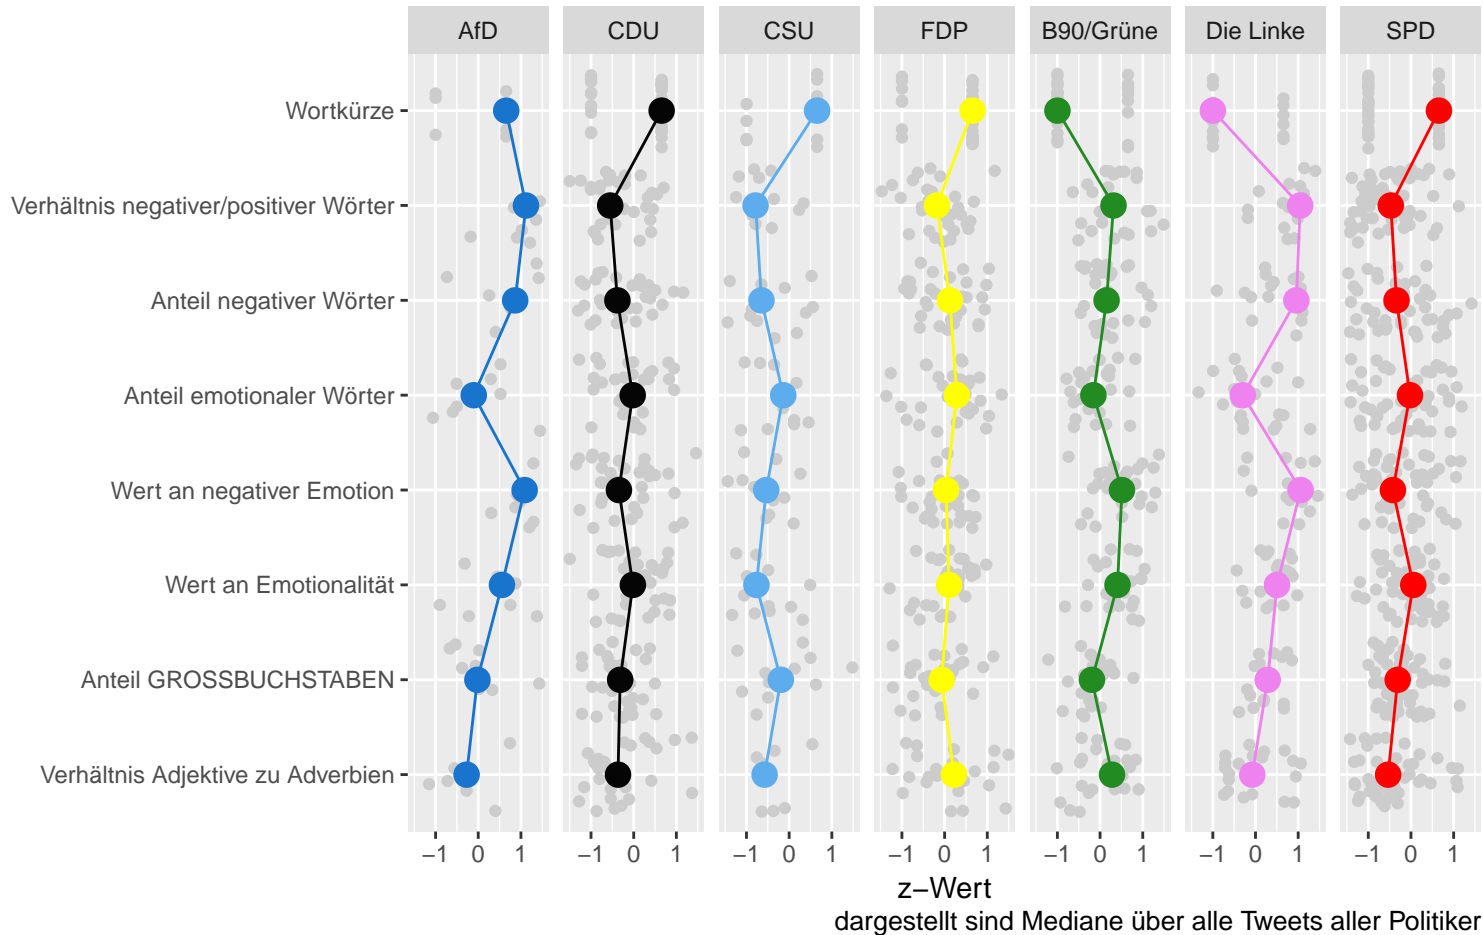 AfD CDU CSU FDP B90/Grüne Die Linke SPD
Wortkürze
Verhältnis negativer/positiver Wörter
Anteil negativer Wörter
Anteil emotionaler Wörter
Wert an negativer Emotion
Wert an Emotionalität
Anteil GROSSBUCHSTABEN
Verhältnis Adjektive zu Adverbien
−1 0 1 −1 0 1 −1 0 1 −1 0 1 −1 0 1 −1 0 1 −1 0 1
z−Wert
dargestellt sind Mediane über alle Tweets aller Politiker